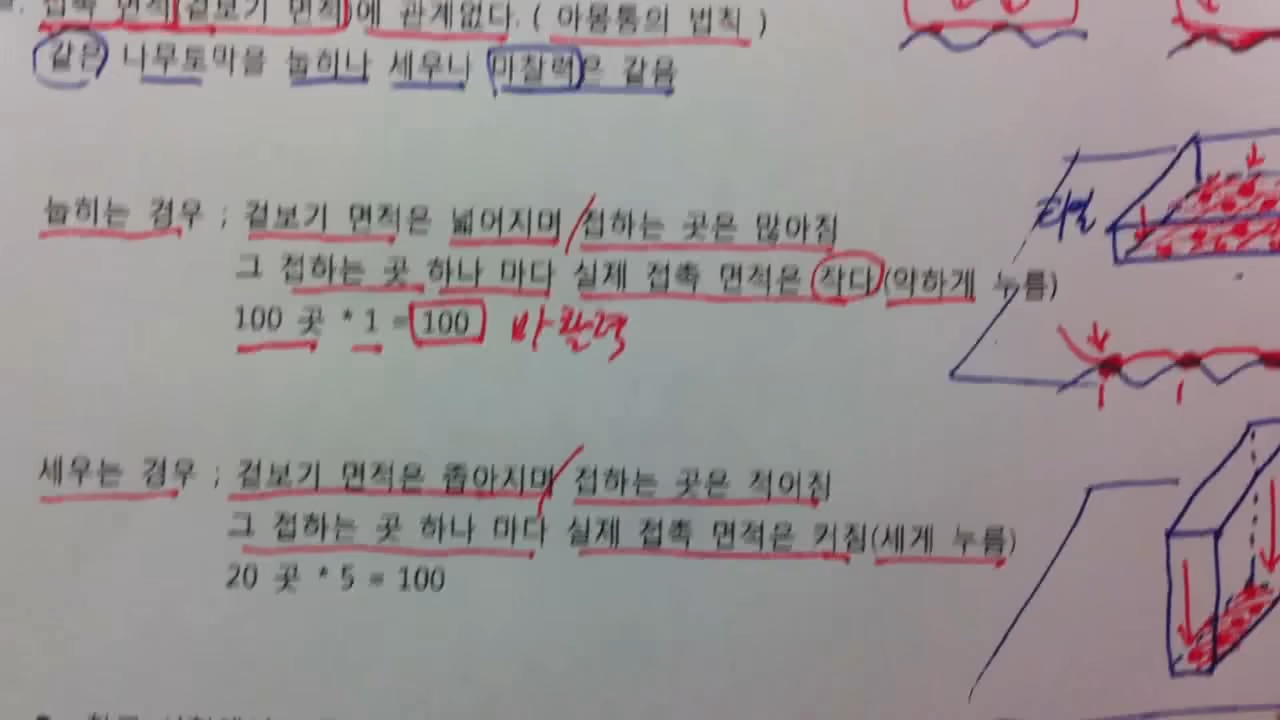 접촉 면적(겉보기 면적)에 관계없다. ( 아몽통의 법칙 )
같은 나무토막을 눕히나 세우나 마찰력은 같음
눕히는 경우 ; 겉보기 면적은 넓어지며 / 접하는 곳은 많아짐
그 접하는 곳 하나 마다 실제 접촉 면적은 작다(약하게 누름)
100 곳 * 1 = 100 마찰력
세우는 경우 ; 겉보기 면적은 좁아지며 / 접하는 곳은 적어짐
그 접하는 곳 하나 마다 실제 접촉 면적은 커짐(세게 누름)
20 곳 * 5 = 100